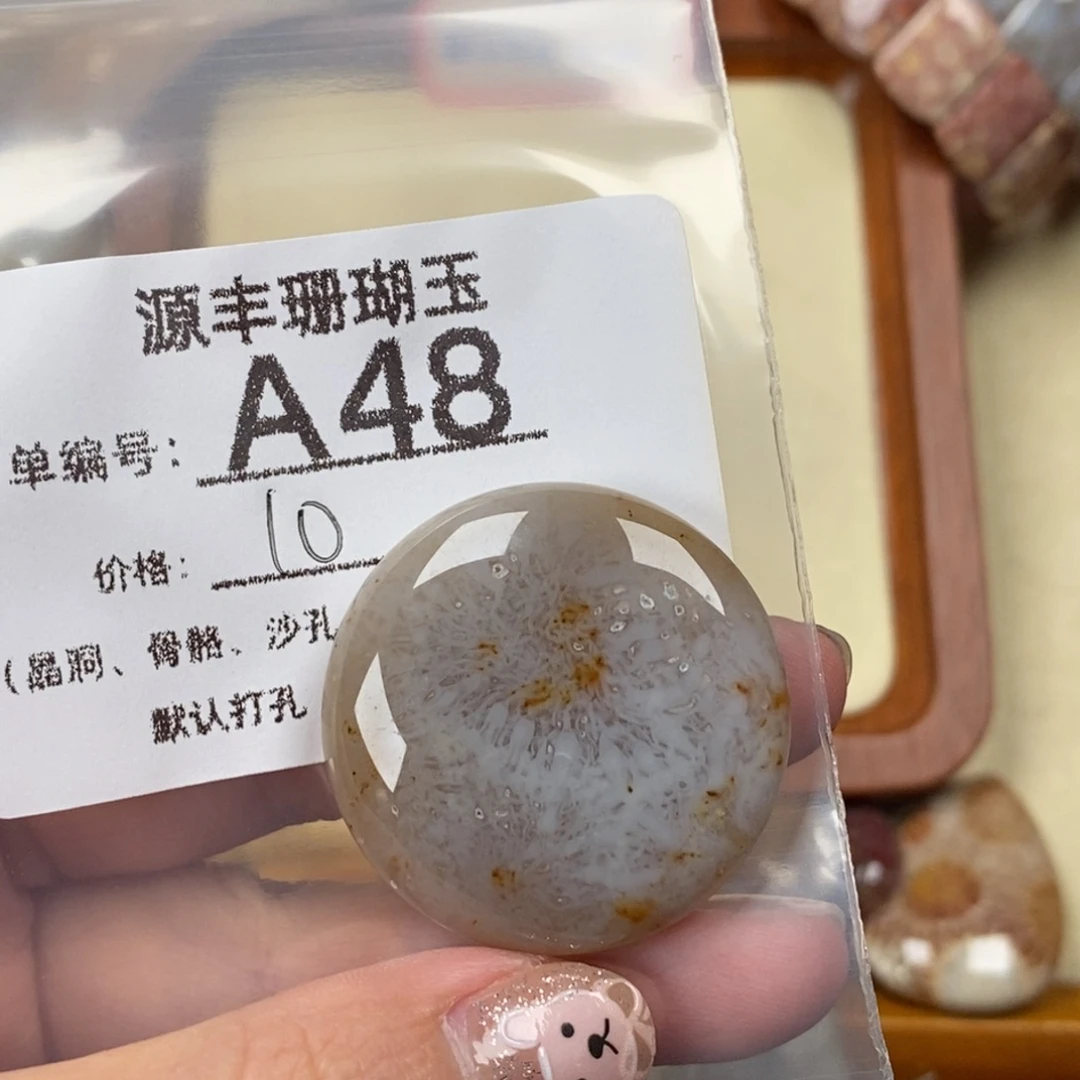 源丰珊瑚玉
单编号：A48
价格：10
（晶洞、骨骼、沙孔
默认打孔